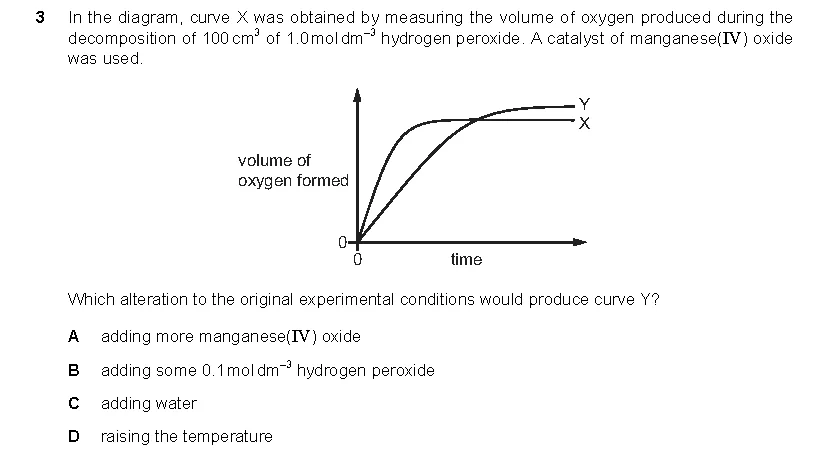 3 In the diagram, curve X was obtained by measuring the volume of oxygen produced during the
decomposition of 100 cm³ of 1.0 mol dm⁻³ hydrogen peroxide. A catalyst of manganese(IV) oxide
was used.
Y
X
volume of
oxygen formed
0
0
time
Which alteration to the original experimental conditions would produce curve Y?
A adding more manganese(IV) oxide
B adding some 0.1 mol dm⁻³ hydrogen peroxide
C adding water
D raising the temperature